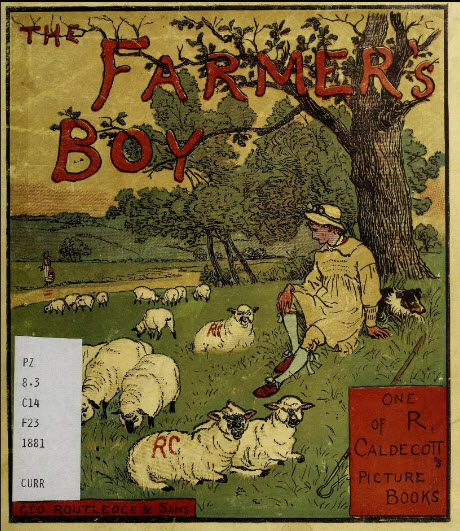 THE
FARMER'S
BOY
RC
RC
PZ
8.3
C14
F23
1881
CURR
ONE
OF R.
CALDECOTT'S
PICTURE
BOOKS
GEO. ROUTLEDGE & SONS